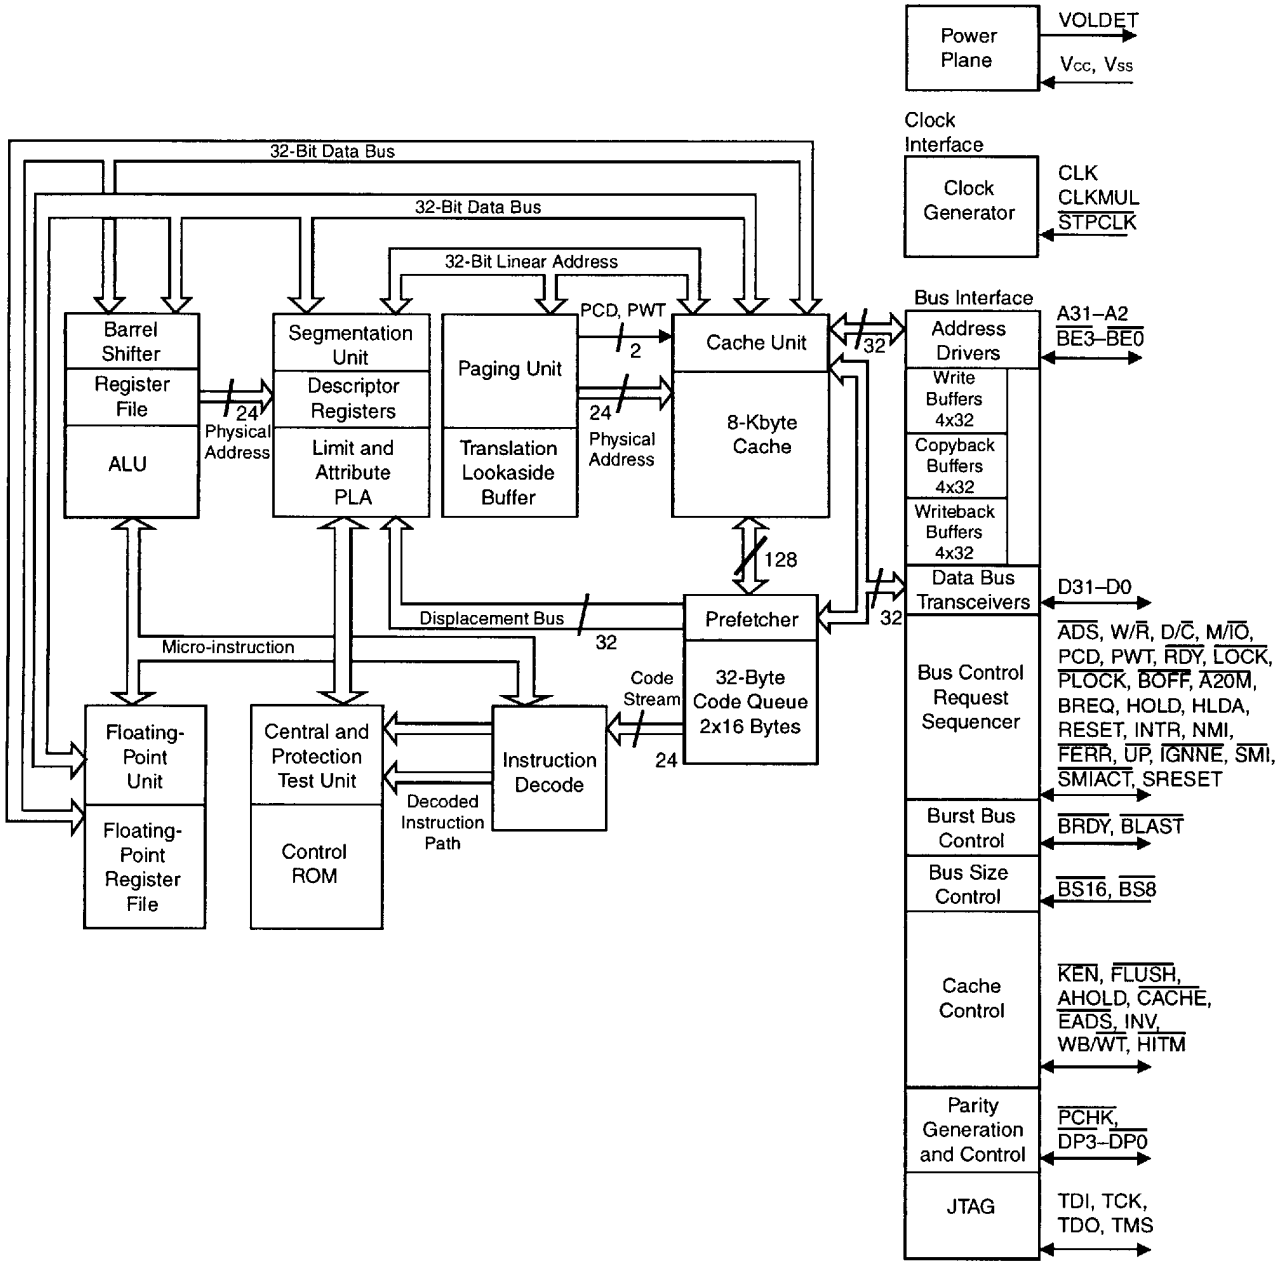 Power
Plane
VOLDET
Vcc, Vss
Clock
Interface
Clock
Generator
CLK
CLKMUL
STPCLK
32-Bit Data Bus
32-Bit Data Bus
32-Bit Linear Address
Barrel
Shifter
Register
File
ALU
24
Physical
Address
Segmentation
Unit
Descriptor
Registers
Limit and
Attribute
PLA
Paging Unit
Translation
Lookaside
Buffer
PCD, PWT
2
24
Physical
Address
Cache Unit
8-Kbyte
Cache
32
128
Displacement Bus
32
Micro-instruction
Prefetcher
32-Byte
Code Queue
2x16 Bytes
32
Code
Stream
24
Floating-
Point
Unit
Floating-
Point
Register
File
Central and
Protection
Test Unit
Control
ROM
Instruction
Decode
Decoded
Instruction
Path
Bus Interface
Address
Drivers
A31–A2
BE3–BE0
Write
Buffers
4x32
Copyback
Buffers
4x32
Writeback
Buffers
4x32
Data Bus
Transceivers
D31–D0
Bus Control
Request
Sequencer
ADS, W/R, D/C, M/IO,
PCD, PWT, RDY, LOCK,
PLOCK, BOFF, A20M,
BREQ, HOLD, HLDA,
RESET, INTR, NMI,
FERR, UP, IGNNE, SMI,
SMIACT, SRESET
Burst Bus
Control
BRDY, BLAST
Bus Size
Control
BS16, BS8
Cache
Control
KEN, FLUSH,
AHOLD, CACHE,
EADS, INV,
WB/WT, HITM
Parity
Generation
and Control
PCHK,
DP3–DP0
JTAG
TDI, TCK,
TDO, TMS